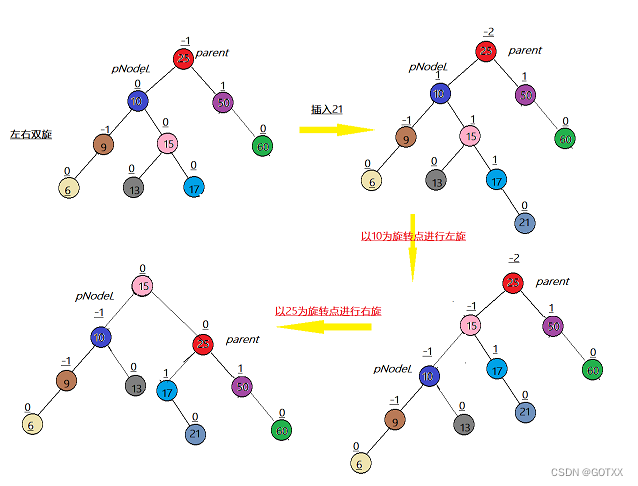 -1
25 parent
pNodeL 0 1
10 50
-1 0 0
左右双旋 9 15 60
0 0 0
6 13 17
插入21
-2
25 parent
pNodeL
1 1
10 50
-1 1 0
9 15 60
0 0 1
6 13 17
0
21
以10为旋转点进行左旋
-2
25 parent
-1 1
15 50
pNodeL -1 1 0
10 17 60
-1 0 0
9 13 21
0
6
以25为旋转点进行右旋
0
15
pNodeL
-1 0
10 25 parent
-1 0 1 1
9 13 17 50
0 0 0
6 21 60
CSDN @GOTXX